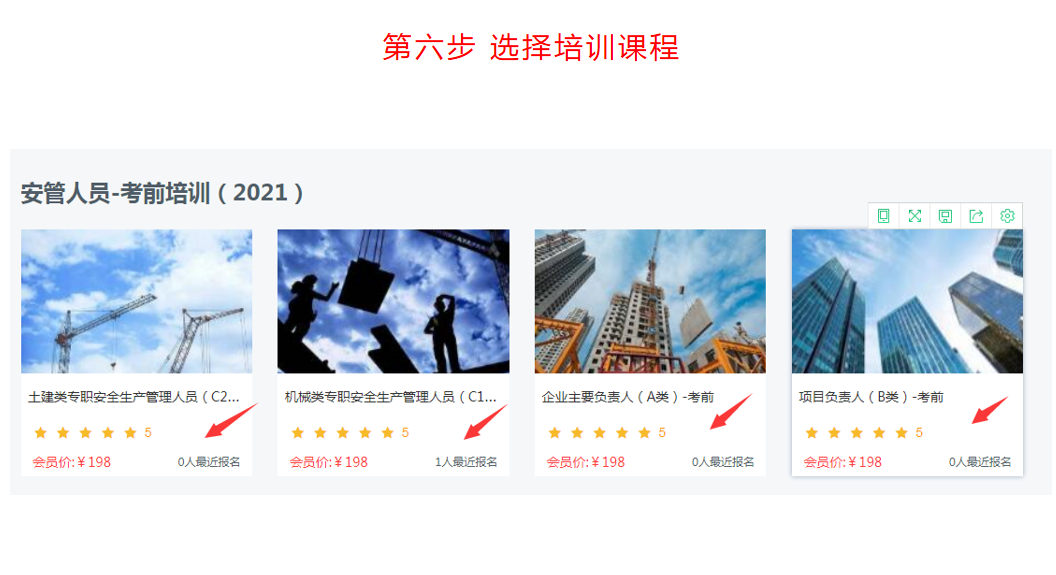 第六步 选择培训课程
安管人员-考前培训（2021）
土建类专职安全生产管理人员（C2...
5
会员价:￥198 0人最近报名
机械类专职安全生产管理人员（C1...
5
会员价:￥198 1人最近报名
企业主要负责人（A类）-考前
5
会员价:￥198 0人最近报名
项目负责人（B类）-考前
5
会员价:￥198 0人最近报名